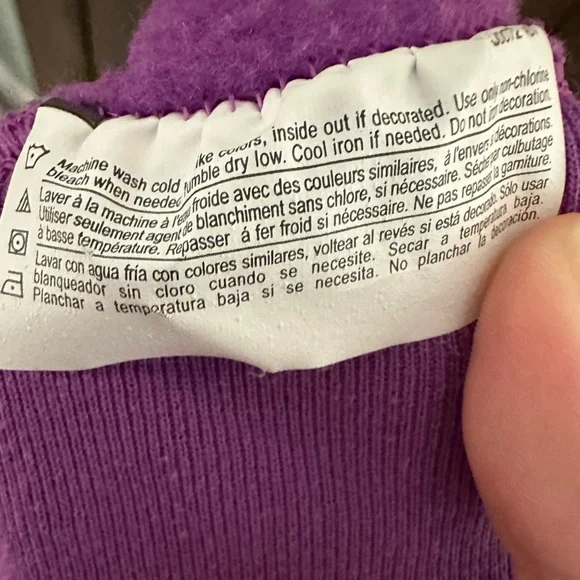 Machine wash cold ike colors, inside out if decorated. Use only non-chlorine
bleach when needed umble dry low. Cool iron if needed. Do not iron decoration.
Laver à la machine à l'eau froide avec des couleurs similaires, à l'envers décorations.
Utiliser seulement agent de blanchiment sans chlore, si nécessaire. Sécher culbutage
à basse température. Repasser á fer froid si nécessaire. Ne pas repasser la garniture.
Lavar con agua fría con colores similares, voltear al revés si está decorado. Sólo usar
blanqueador sin cloro cuando se necesite. Secar a temperatura baja.
Planchar a temporatura baja si se necesita. No planchar la decoración.